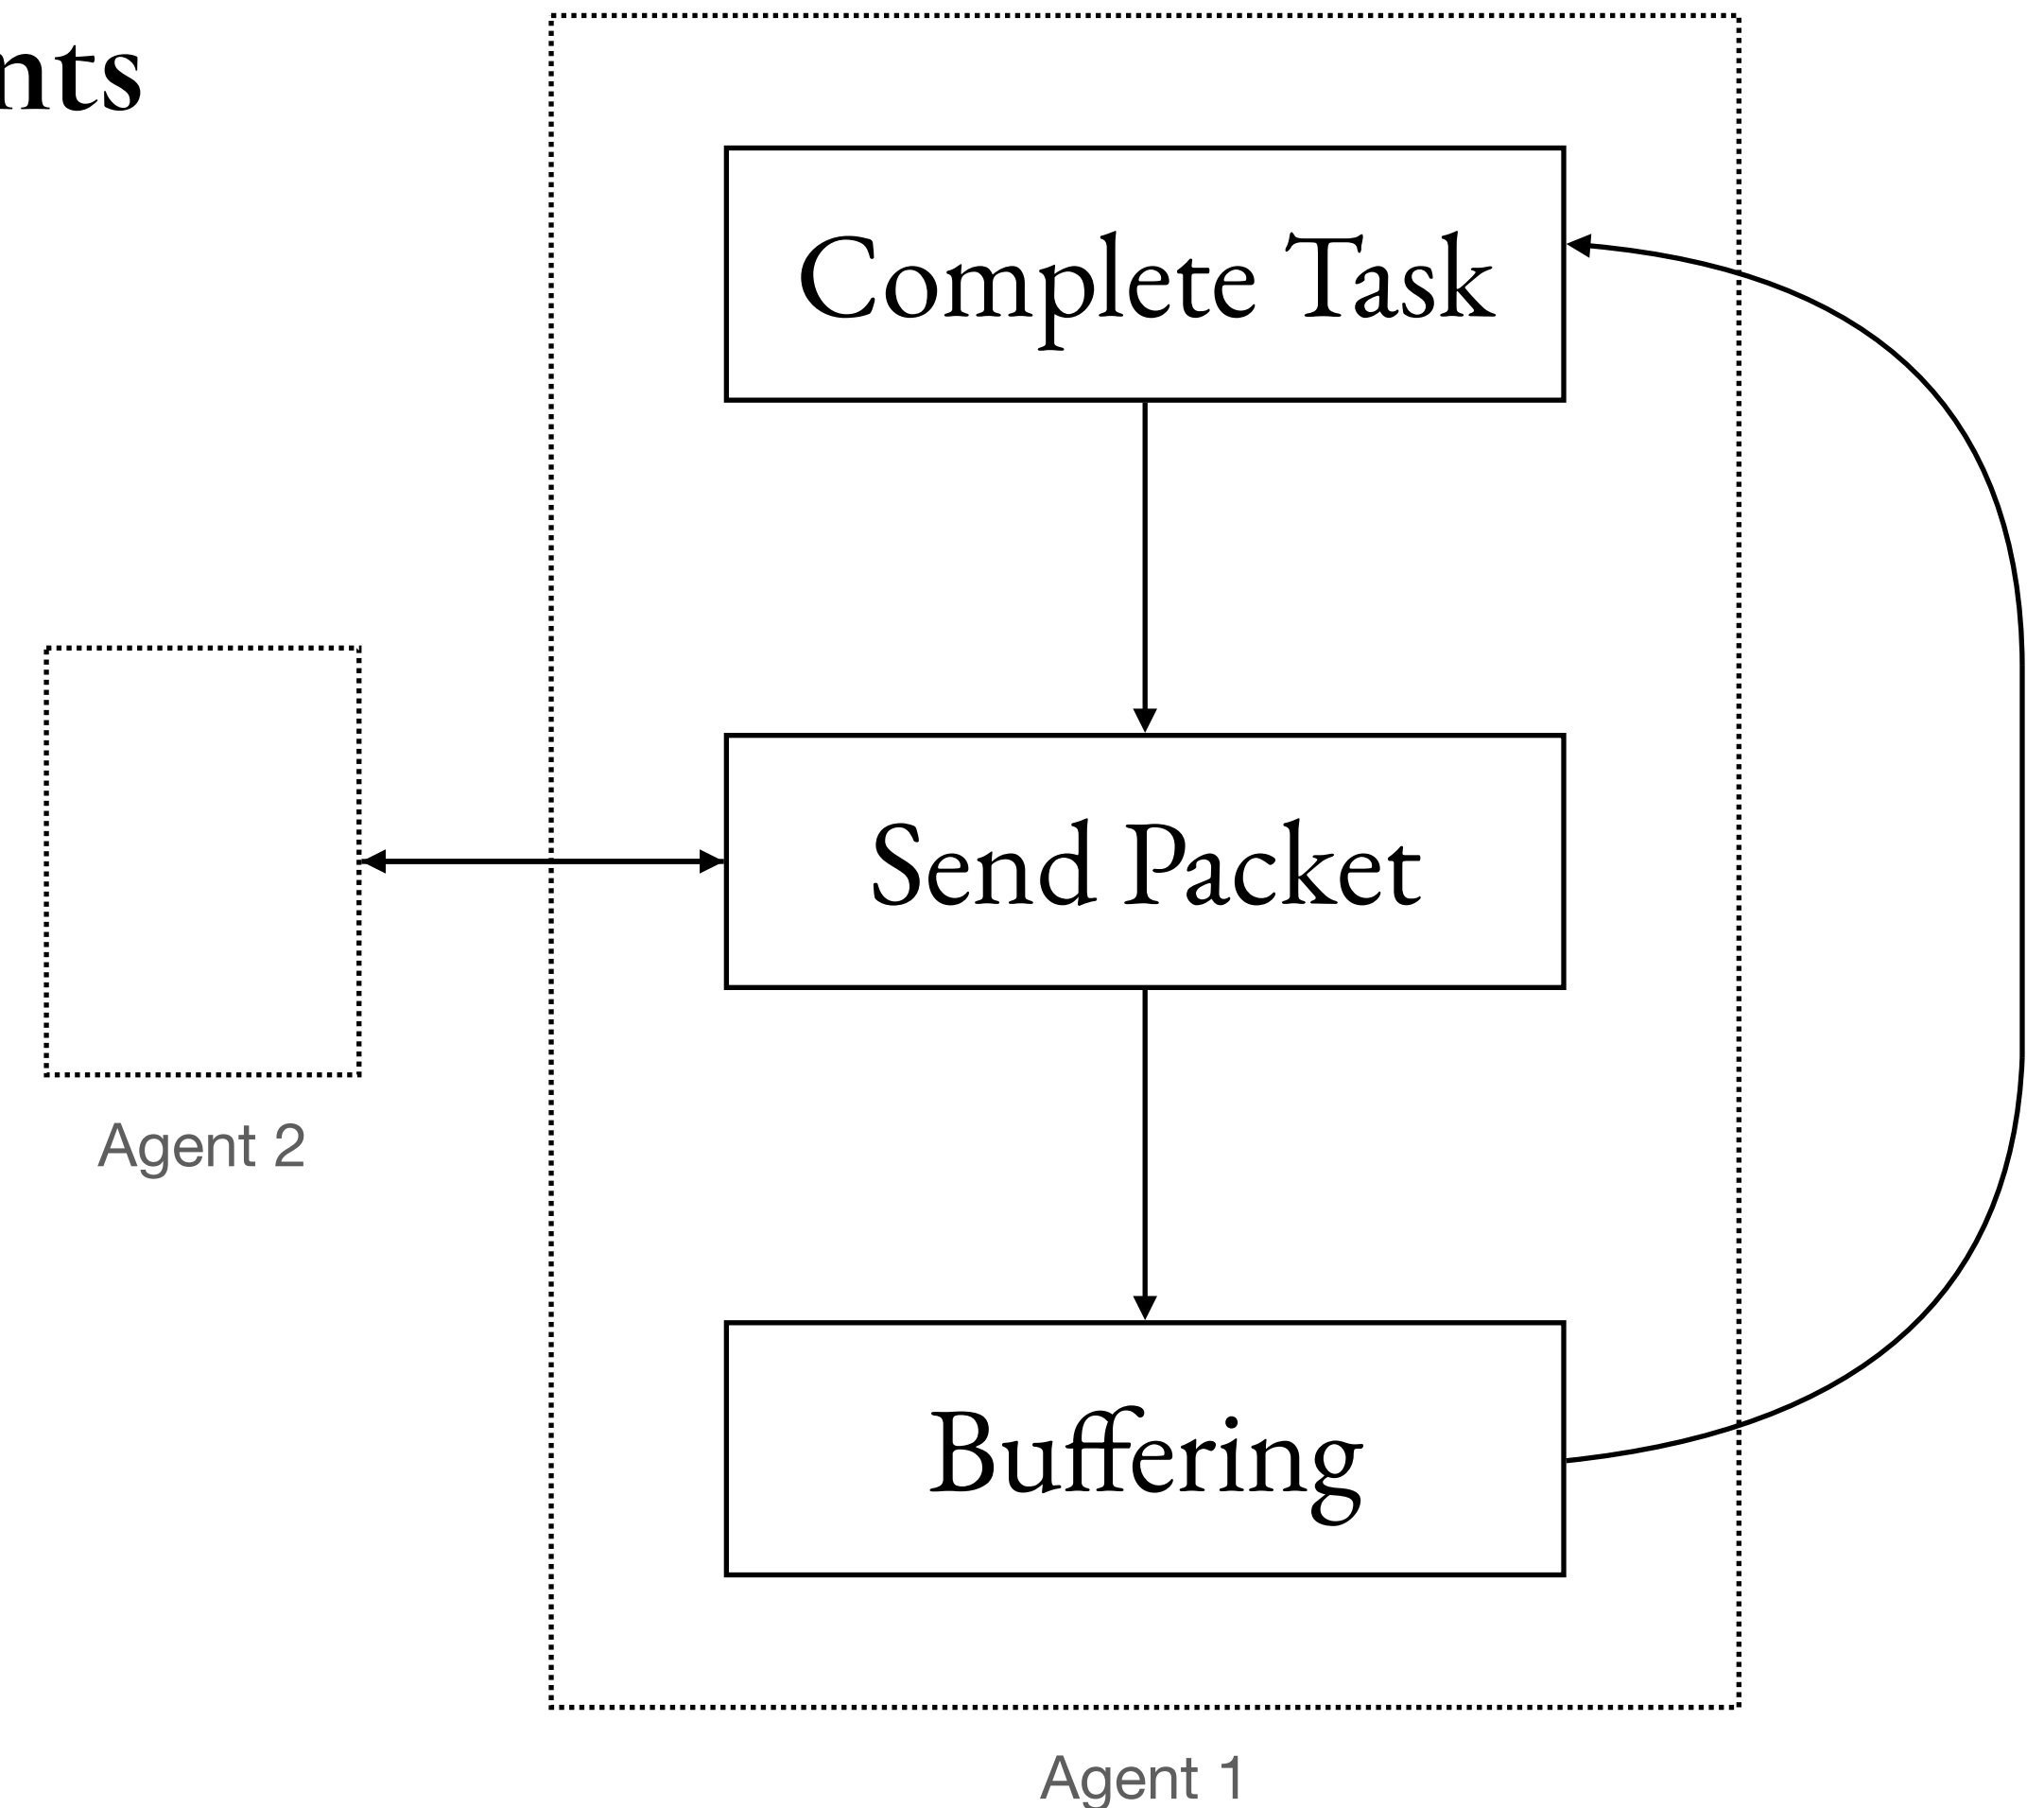 nts
Complete Task
Send Packet
Agent 2
Buffering
Agent 1